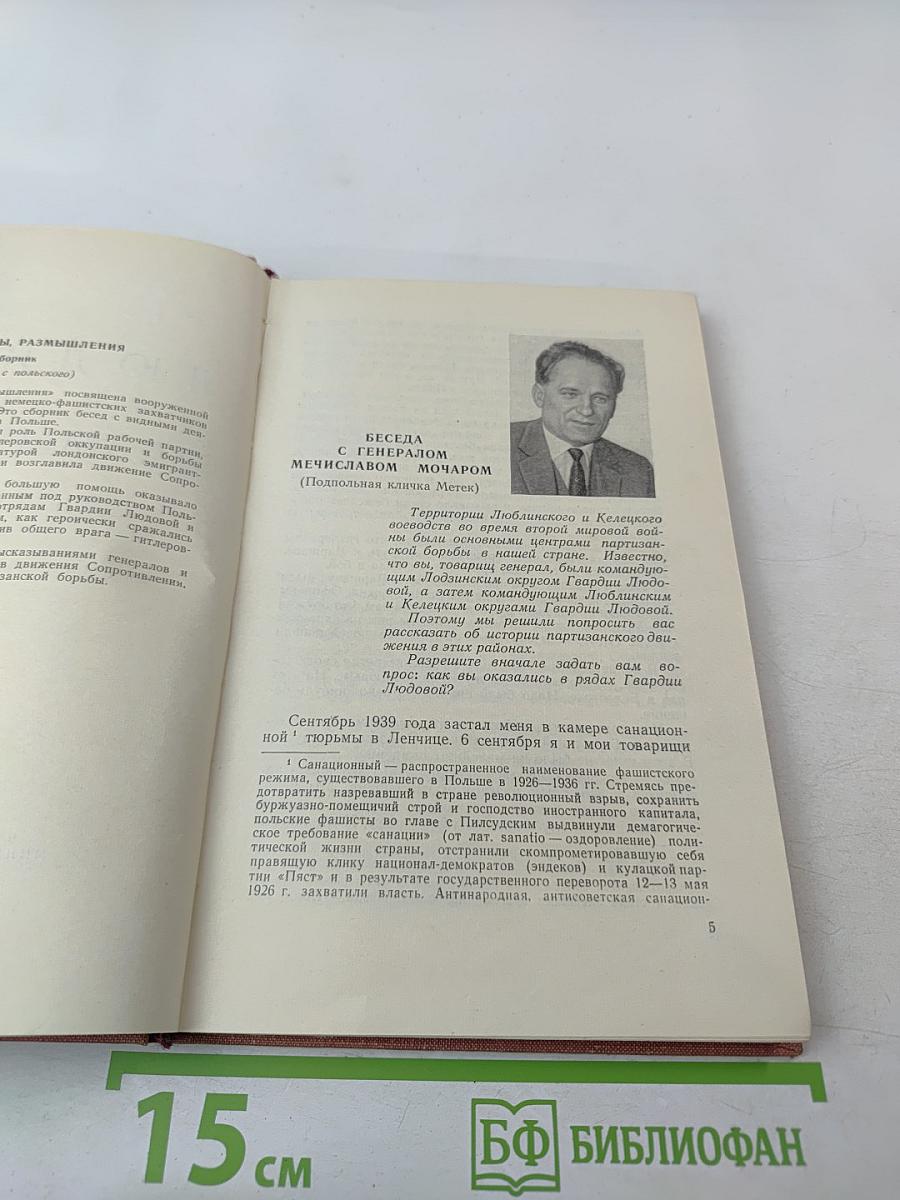 Ы, РАЗМЫШЛЕНИЯ
борник
с польского)
ышления» посвящена вооруженной
немецко-фашистских захватчиков
Это сборник бесед с видными дея-
Польше.
роль Польской рабочей партии,
леровской оккупации и борьбы
атурой лондонского эмигрант-
и возглавила движение Сопро-
большую помощь оказывало
нным под руководством Поль-
отрядам Гвардии Людовой и
м, как героически сражались
ив общего врага — гитлеров-
ысказываниями генералов и
в движения Сопротивления,
занской борьбы.
БЕСЕДА
С ГЕНЕРАЛОМ
МЕЧИСЛАВОМ МОЧАРОМ
(Подпольная кличка Метек)
Территории Люблинского и Келецкого
воеводств во время второй мировой вой-
ны были основными центрами партизан-
ской борьбы в нашей стране. Известно,
что вы, товарищ генерал, были командую-
щим Лодзинским округом Гвардии Людо-
вой, а затем командующим Люблинским
и Келецким округами Гвардии Людовой.
Поэтому мы решили попросить вас
рассказать об истории партизанского дви-
жения в этих районах.
Разрешите вначале задать вам во-
прос: как вы оказались в рядах Гвардии
Людовой?
Сентябрь 1939 года застал меня в камере санацион-
ной ¹ тюрьмы в Ленчице. 6 сентября я и мои товарищи
¹ Санационный — распространенное наименование фашистского
режима, существовавшего в Польше в 1926—1936 гг. Стремясь пре-
дотвратить назревавший в стране революционный взрыв, сохранить
буржуазно-помещичий строй и господство иностранного капитала,
польские фашисты во главе с Пилсудским выдвинули демагогиче-
ское требование «санации» (от лат. sanatio — оздоровление) поли-
тической жизни страны, отстранили скомпрометировавшую себя
правящую клику национал-демократов (эндеков) и кулацкой пар-
тии «Пяст» и в результате государственного переворота 12—13 мая
1926 г. захватили власть. Антинародная, антисоветская санацион-
5
15 см
БФ БИБЛИОФАН